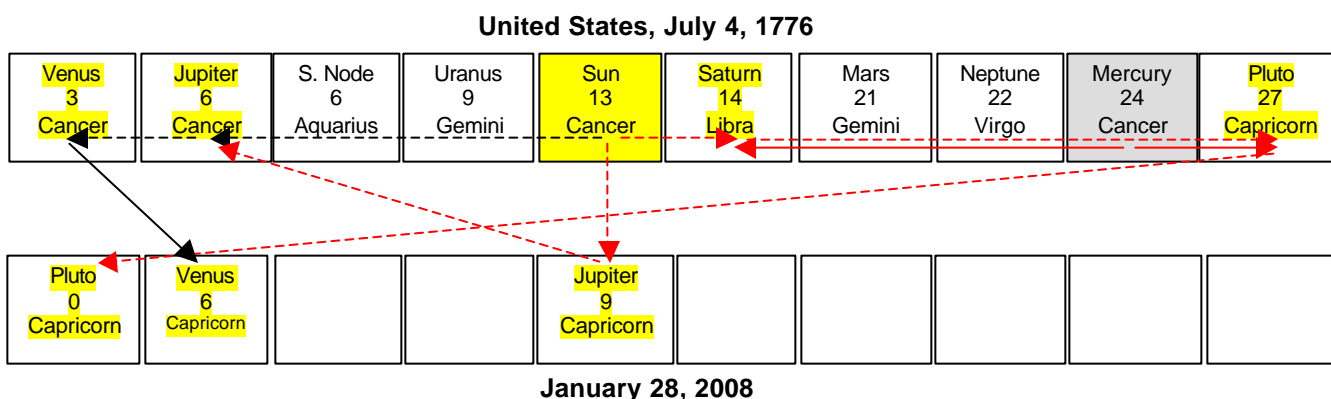 United States, July 4, 1776
Venus
3
Cancer
Jupiter
6
Cancer
S. Node
6
Aquarius
Uranus
9
Gemini
Sun
13
Cancer
Saturn
14
Libra
Mars
21
Gemini
Neptune
22
Virgo
Mercury
24
Cancer
Pluto
27
Capricorn
Pluto
0
Capricorn
Venus
6
Capricorn
Jupiter
9
Capricorn
January 28, 2008